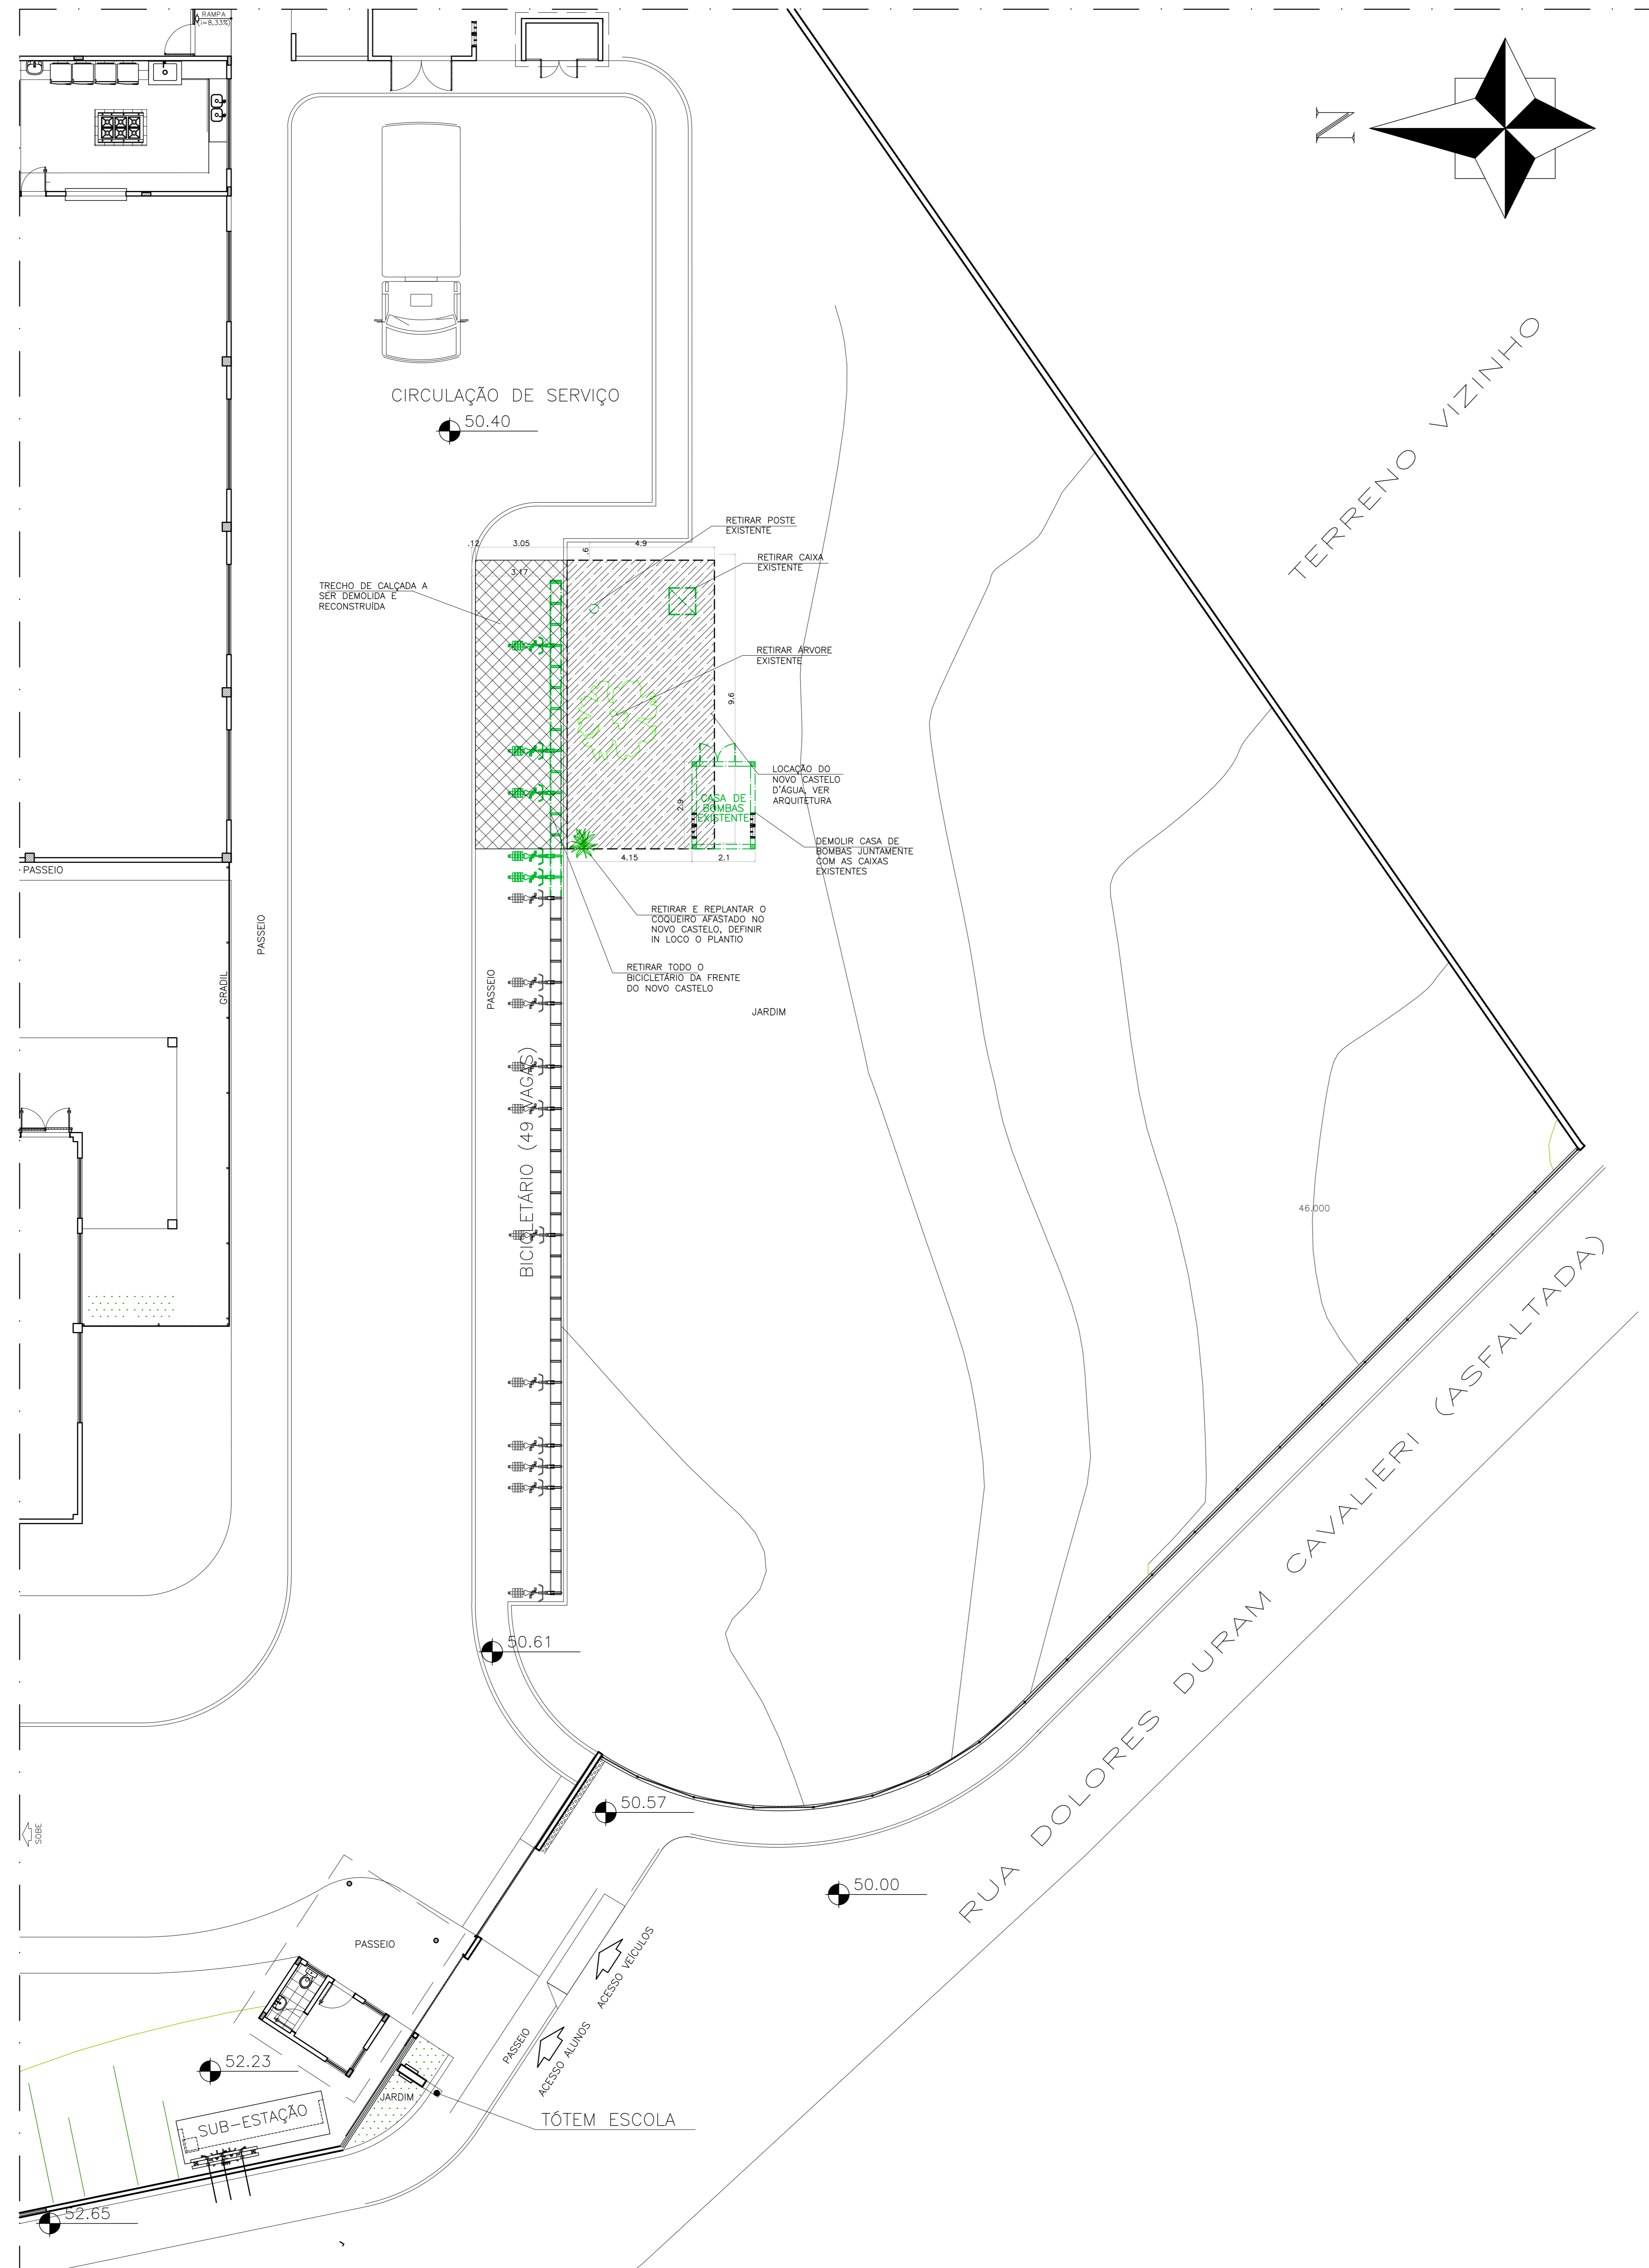 RAMPA
(i=8,33%)
N
CIRCULAÇÃO DE SERVIÇO
50.40
TERRENO VIZINHO
RETIRAR POSTE
EXISTENTE
.12
3.05
.6
4.9
RETIRAR CAIXA
EXISTENTE
3.17
TRECHO DE CALÇADA A
SER DEMOLIDA E
RECONSTRUÍDA
RETIRAR ÁRVORE
EXISTENTE
9.6
LOCAÇÃO DO
NOVO CASTELO
D'ÁGUA, VER
ARQUITETURA
CASA DE
BOMBAS
EXISTENTE
2.9
DEMOLIR CASA DE
BOMBAS JUNTAMENTE
COM AS CAIXAS
EXISTENTES
4.15
2.1
PASSEIO
PASSEIO
RETIRAR E REPLANTAR O
COQUEIRO AFASTADO NO
NOVO CASTELO, DEFINIR
IN LOCO O PLANTIO
RETIRAR TODO O
BICICLETÁRIO DA FRENTE
DO NOVO CASTELO
GRADIL
PASSEIO
JARDIM
BICICLETÁRIO (49 VAGAS)
46.000
RUA DOLORES DURAM CAVALIERI (ASFALTADA)
50.61
50.57
SOBE
50.00
PASSEIO
ACESSO VEÍCULOS
PASSEIO
ACESSO ALUNOS
52.23
JARDIM
SUB-ESTAÇÃO
TÓTEM ESCOLA
52.65